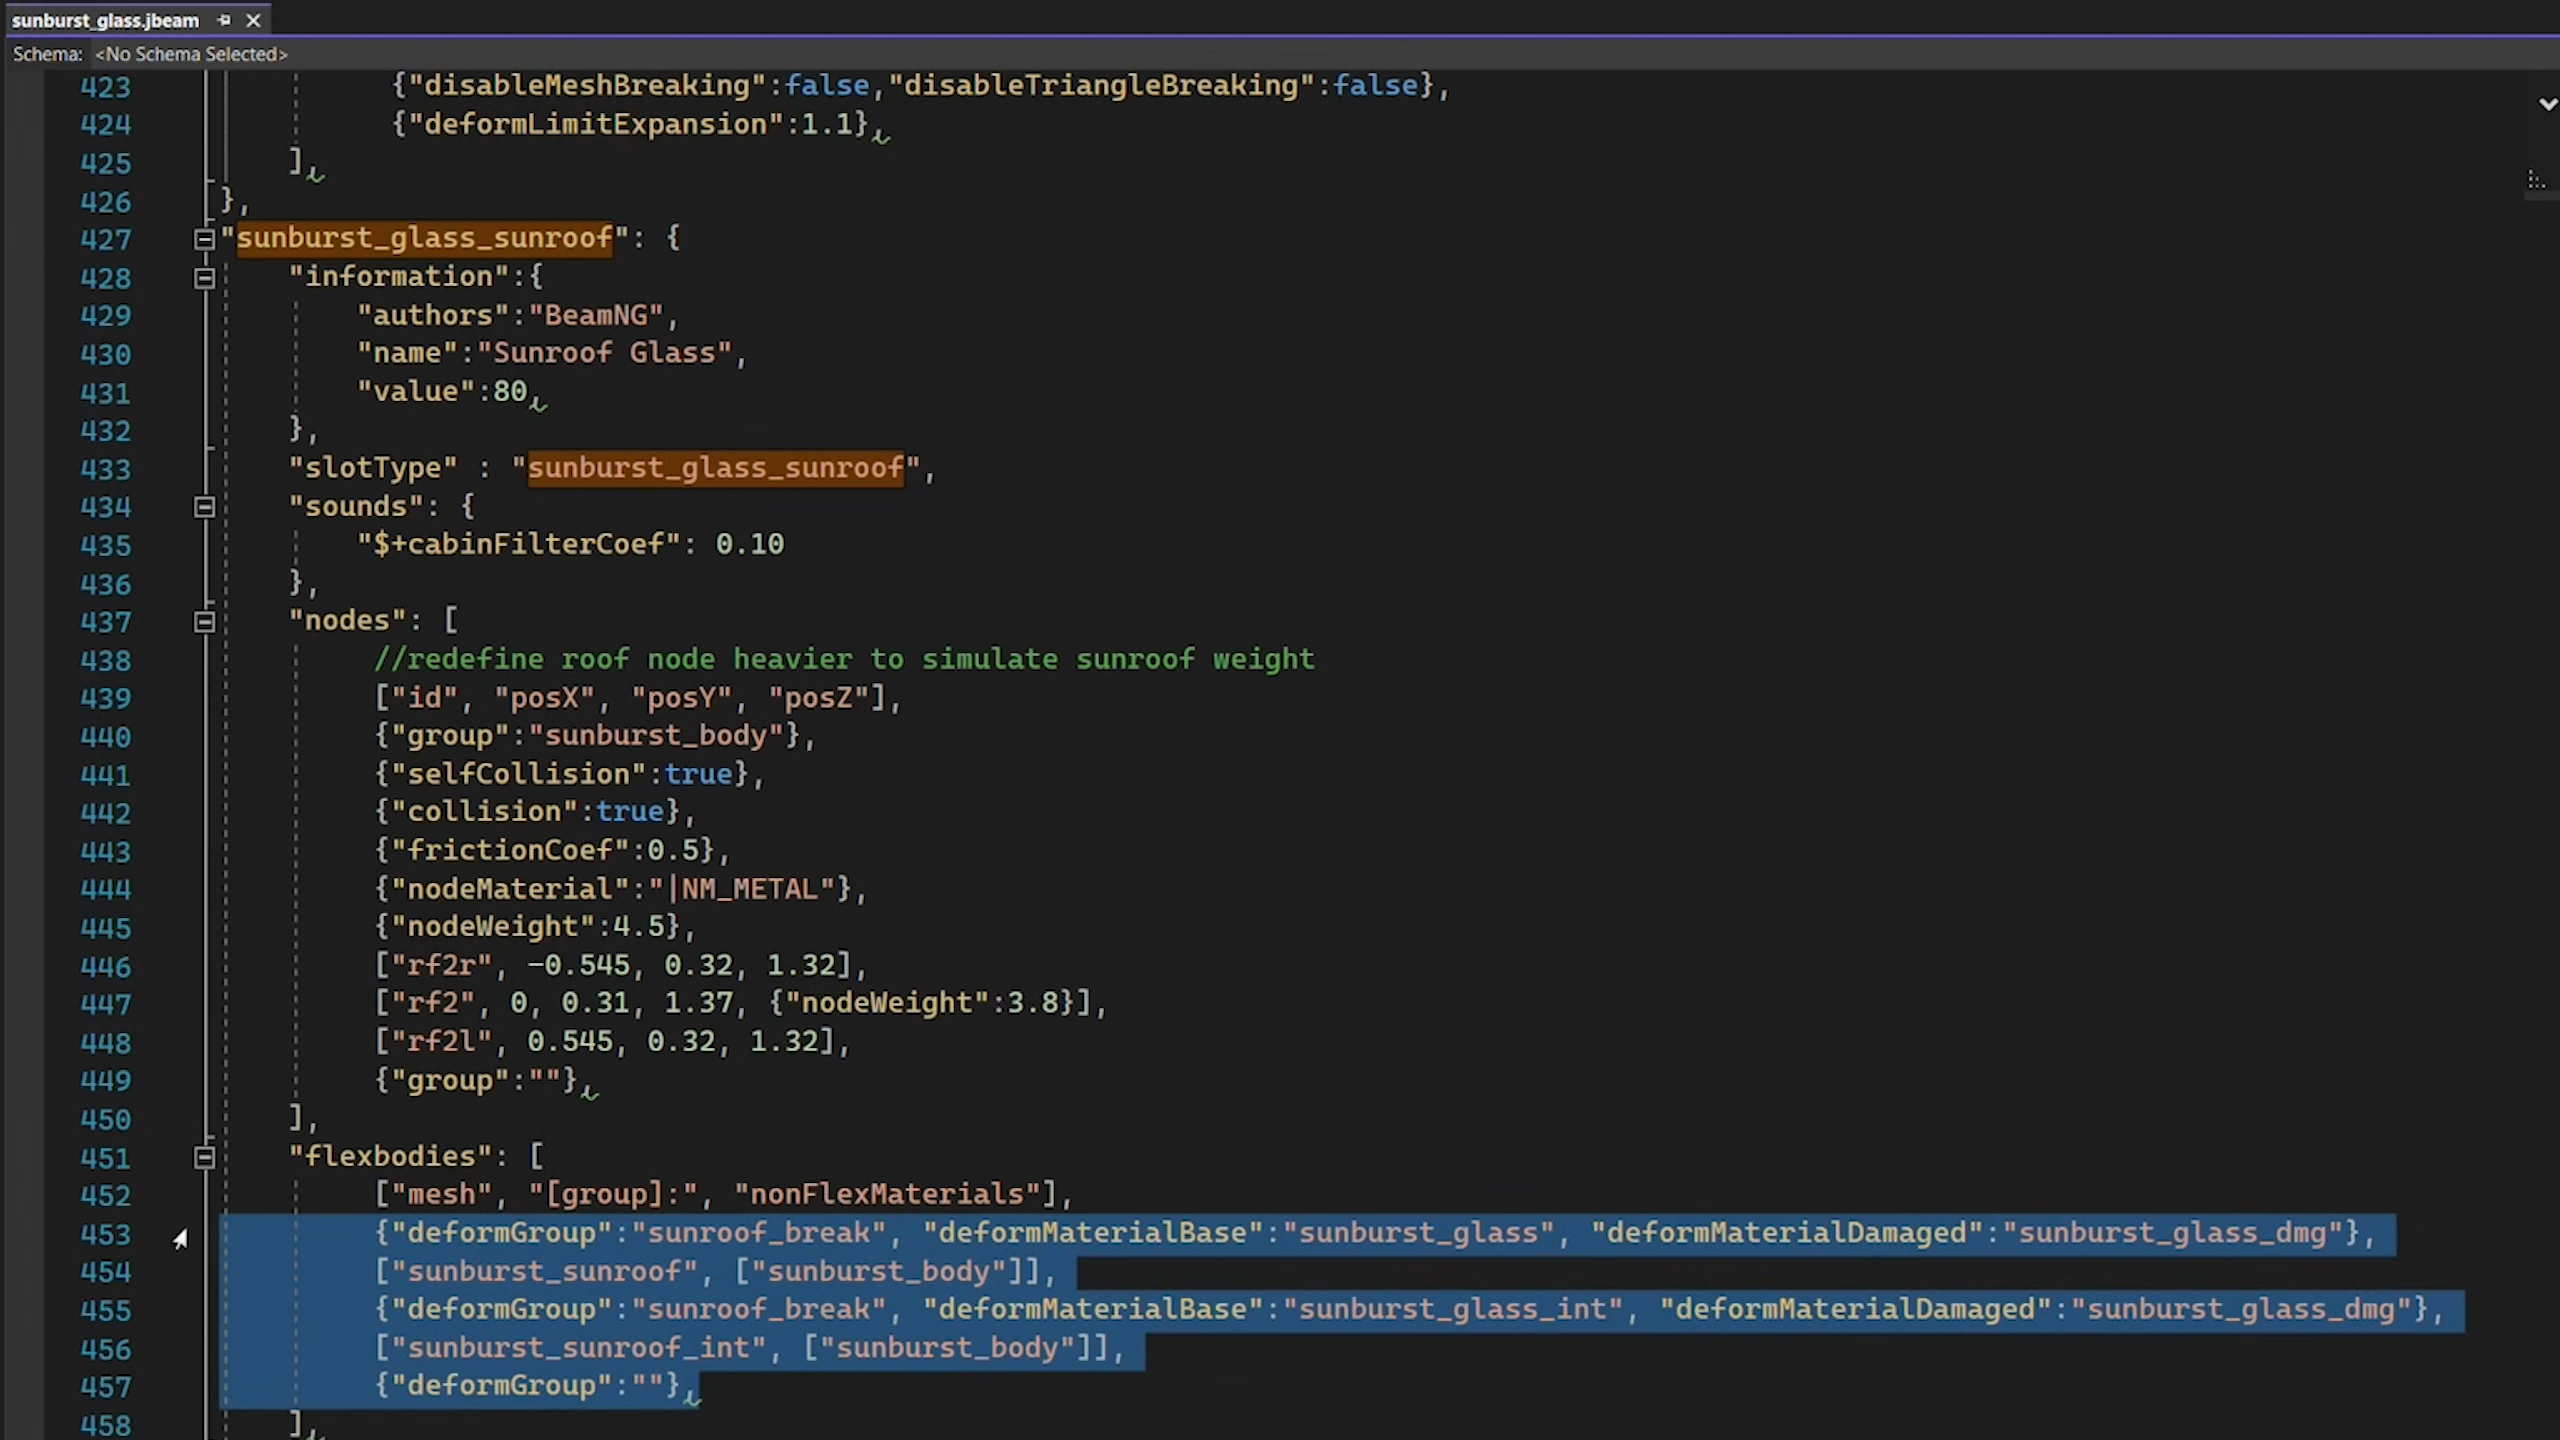 sunburst_glass.jbeam
Schema: <No Schema Selected>
423 {"disableMeshBreaking":false,"disableTriangleBreaking":false},
424 {"deformLimitExpansion":1.1},
425 ],
426 },
427 "sunburst_glass_sunroof": {
428 "information":{
429 "authors":"BeamNG",
430 "name":"Sunroof Glass",
431 "value":80,
432 },
433 "slotType" : "sunburst_glass_sunroof",
434 "sounds": {
435 "$+cabinFilterCoef": 0.10
436 },
437 "nodes": [
438 //redefine roof node heavier to simulate sunroof weight
439 ["id", "posX", "posY", "posZ"],
440 {"group":"sunburst_body"},
441 {"selfCollision":true},
442 {"collision":true},
443 {"frictionCoef":0.5},
444 {"nodeMaterial":"|NM_METAL"},
445 {"nodeWeight":4.5},
446 ["rf2r", -0.545, 0.32, 1.32],
447 ["rf2", 0, 0.31, 1.37, {"nodeWeight":3.8}],
448 ["rf2l", 0.545, 0.32, 1.32],
449 {"group":""},
450 ],
451 "flexbodies": [
452 ["mesh", "[group]:", "nonFlexMaterials"],
453 {"deformGroup":"sunroof_break", "deformMaterialBase":"sunburst_glass", "deformMaterialDamaged":"sunburst_glass_dmg"},
454 ["sunburst_sunroof", ["sunburst_body"]],
455 {"deformGroup":"sunroof_break", "deformMaterialBase":"sunburst_glass_int", "deformMaterialDamaged":"sunburst_glass_dmg"},
456 ["sunburst_sunroof_int", ["sunburst_body"]],
457 {"deformGroup":""},
458 ],